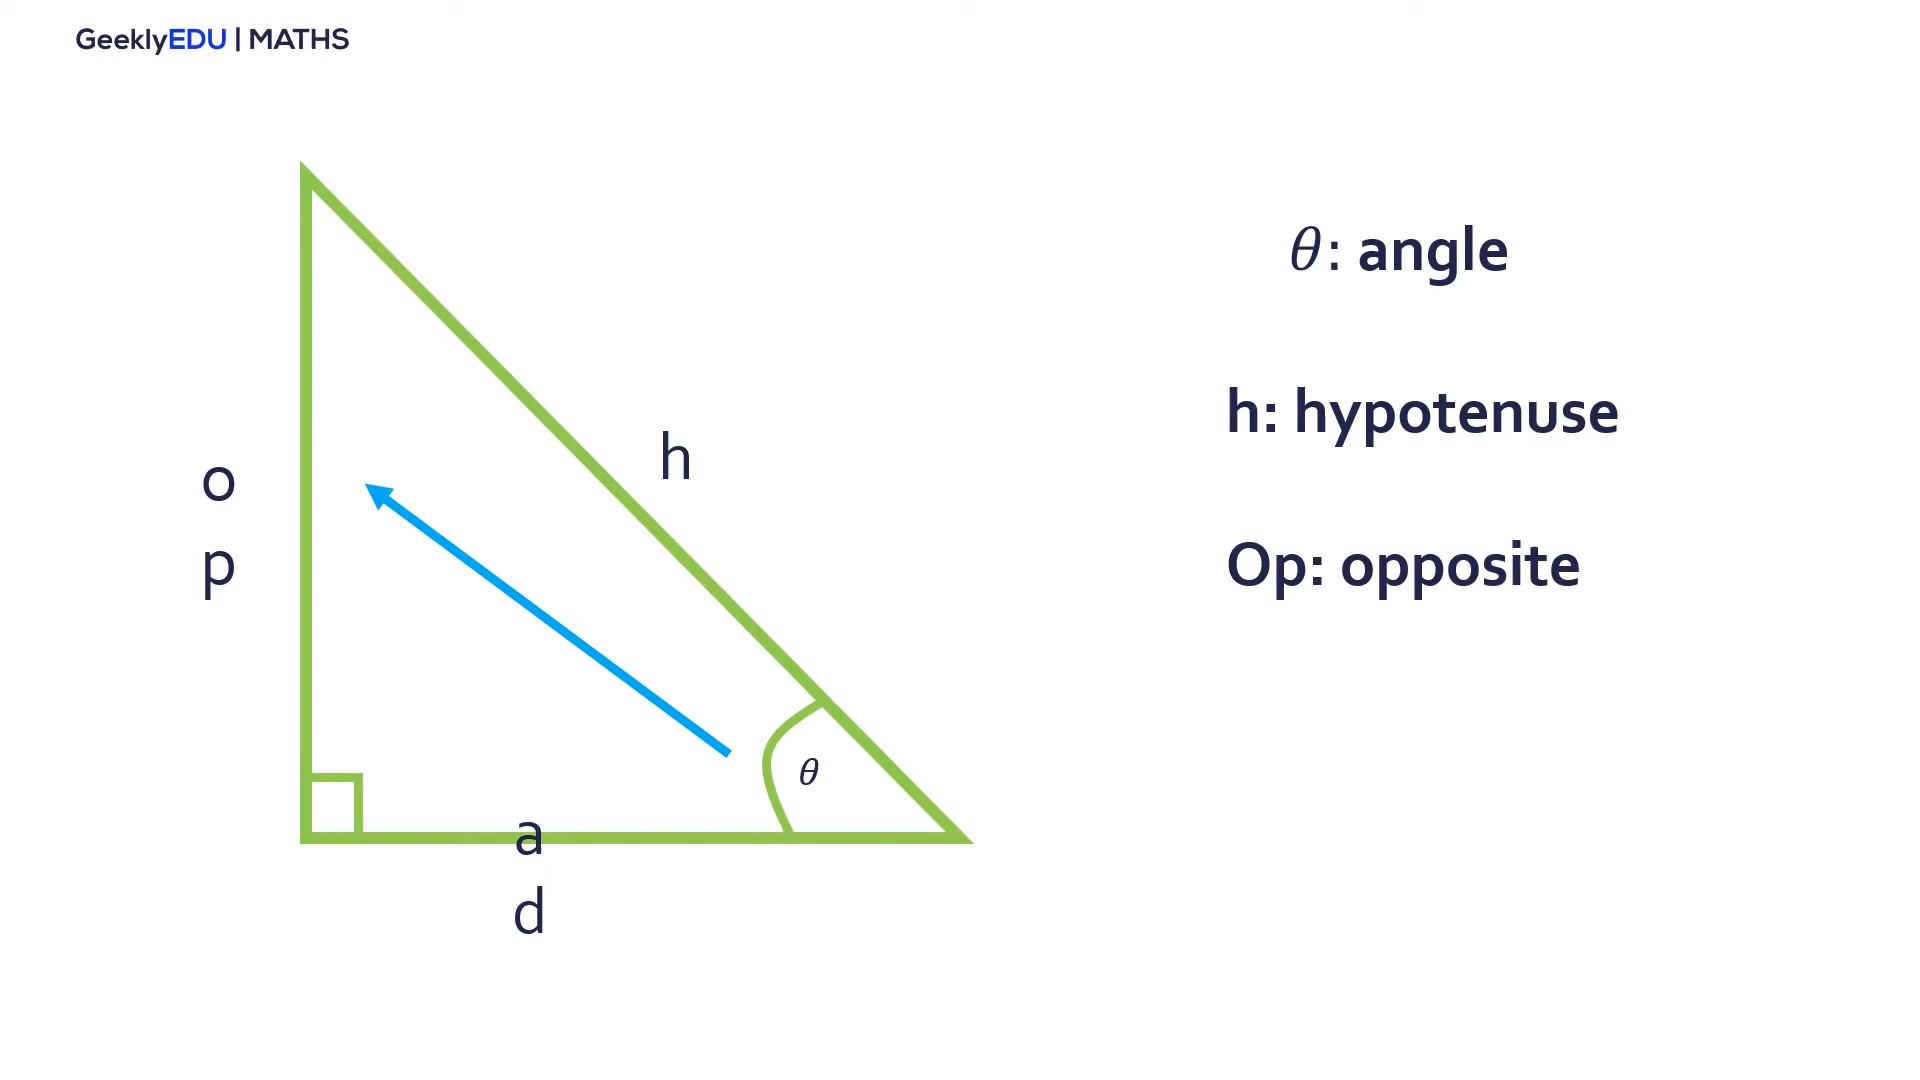 GeeklyEDU | MATHS
θ: angle
h: hypotenuse
h
o
p
Op: opposite
θ
a
d